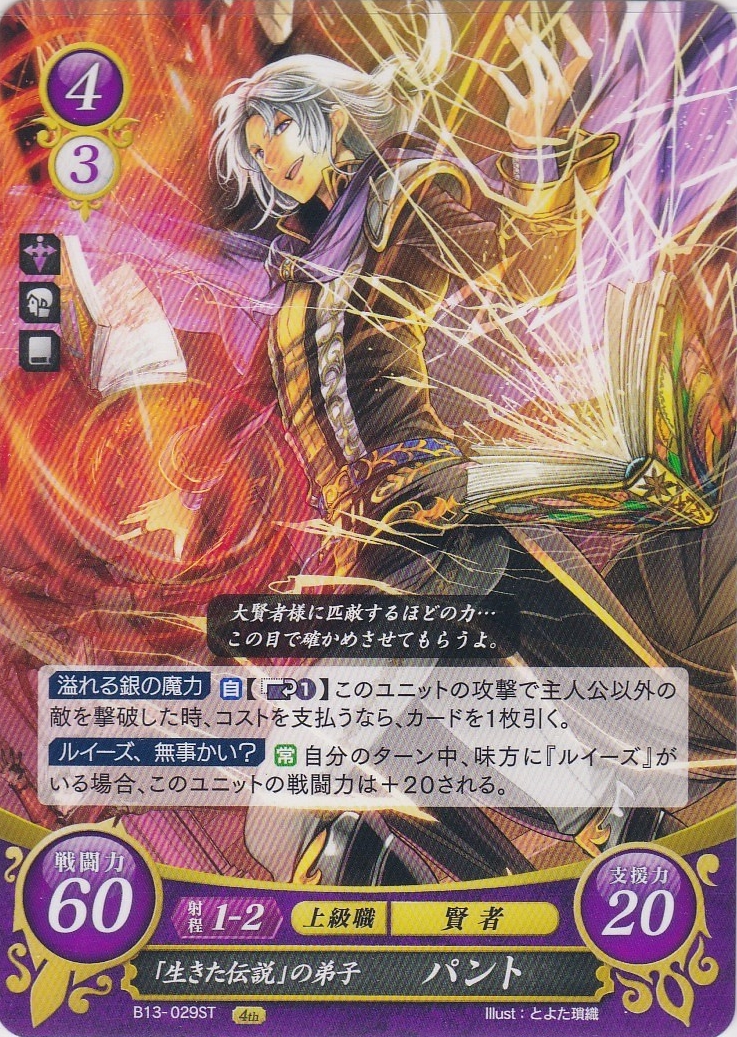 4
3
大賢者様に匹敵するほどの力…
この目で確かめさせてもらうよ。
溢れる銀の魔力 自【1】このユニットの攻撃で主人公以外の
敵を撃破した時、コストを支払うなら、カードを1枚引く。
ルイーズ、無事かい? 常 自分のターン中、味方に『ルイーズ』が
いる場合、このユニットの戦闘力は+20される。
戦闘力
60
射程 1-2 上級職 賢者
支援力
20
「生きた伝説」の弟子 パント
B13-029ST 4th Illust:とよた瑣織